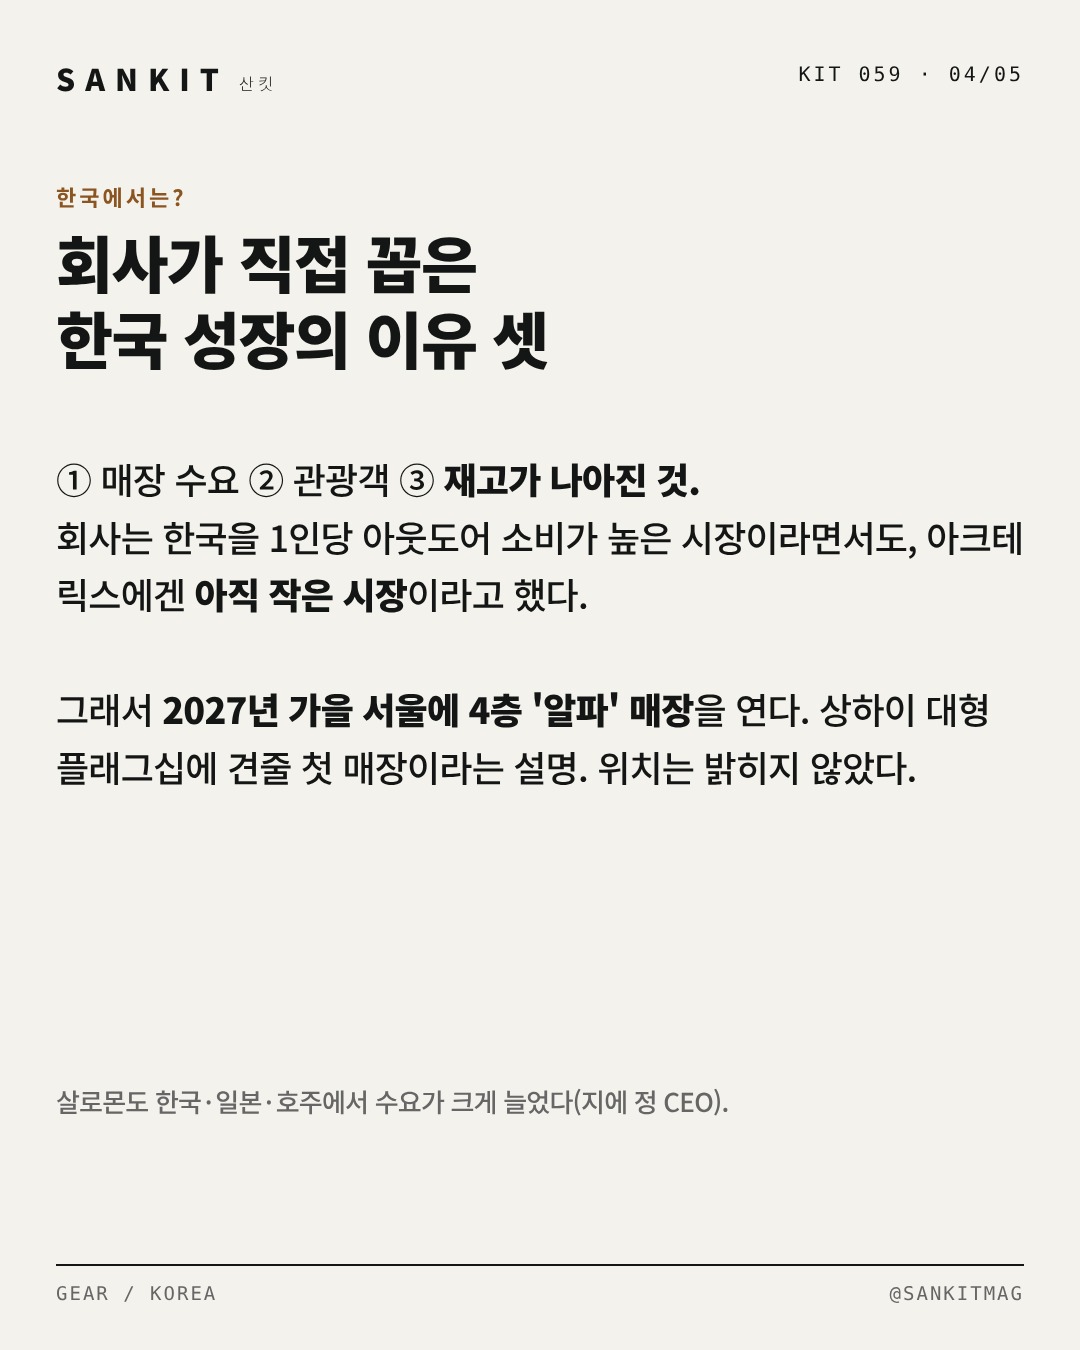 SANKIT 산킷
KIT 059 · 04/05
한국에서는?
회사가 직접 꼽은
한국 성장의 이유 셋
① 매장 수요 ② 관광객 ③ 재고가 나아진 것.
회사는 한국을 1인당 아웃도어 소비가 높은 시장이라면서도, 아크테
릭스에겐 아직 작은 시장이라고 했다.
그래서 2027년 가을 서울에 4층 '알파' 매장을 연다. 상하이 대형
플래그십에 견줄 첫 매장이라는 설명. 위치는 밝히지 않았다.
살로몬도 한국·일본·호주에서 수요가 크게 늘었다(지에 정 CEO).
GEAR / KOREA
@SANKITMAG